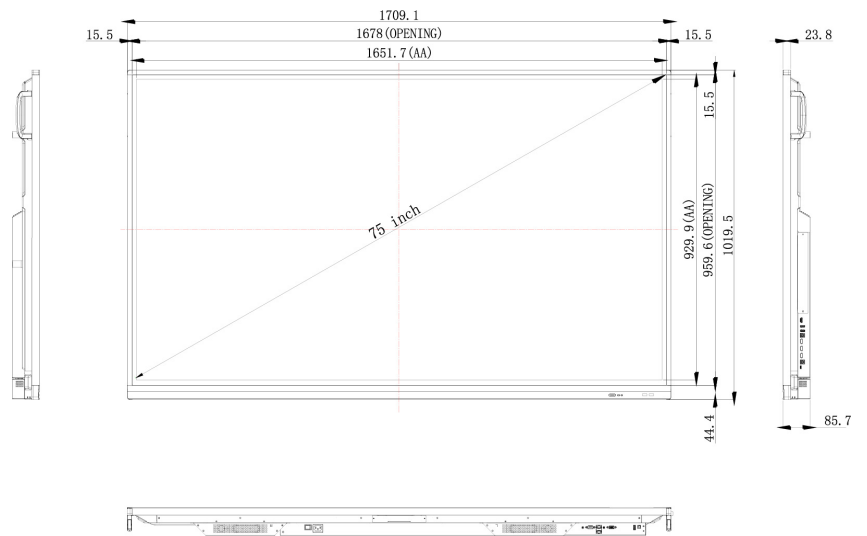 1709.1
15.5 1678(OPENING) 15.5 23.8
1651.7(AA)
15.5
75 inch
929.9(AA)
959.6(OPENING)
1019.5
44.4
85.7